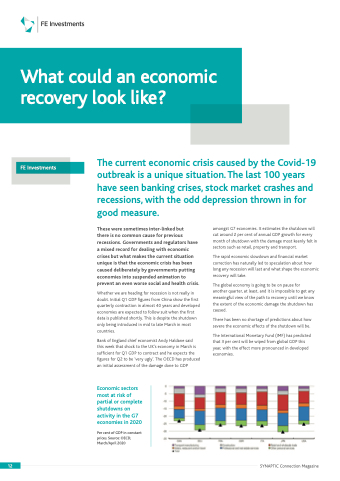 FE Investments
What could an economic
recovery look like?
FE Investments
The current economic crisis caused by the Covid-19
outbreak is a unique situation. The last 100 years
have seen banking crises, stock market crashes and
recessions, with the odd depression thrown in for
good measure.
These were sometimes inter-linked but
there is no common cause for previous
recessions. Governments and regulators have
a mixed record for dealing with economic
crises but what makes the current situation
unique is that the economic crisis has been
caused deliberately by governments putting
economies into suspended animation to
prevent an even worse social and health crisis.
Whether we are heading for recession is not really in
doubt. Initial Q1 GDP figures from China show the first
quarterly contraction in almost 40 years and developed
economies are expected to follow suit when the first
data is published shortly. This is despite the shutdown
only being introduced in mid to late March in most
countries.
Bank of England chief economist Andy Haldane said
this week that shock to the UK's economy in March is
sufficient for Q1 GDP to contract and he expects the
figures for Q2 to be 'very ugly'. The OECD has produced
an initial assessment of the damage done to GDP
amongst G7 economies. It estimates the shutdown will
cut around 2 per cent of annual GDP growth for every
month of shutdown with the damage most keenly felt in
sectors such as retail, property and transport.
The rapid economic slowdown and financial market
correction has naturally led to speculation about how
long any recession will last and what shape the economic
recovery will take.
The global economy is going to be on pause for
another quarter, at least, and it is impossible to get any
meaningful view of the path to recovery until we know
the extent of the economic damage the shutdown has
caused.
There has been no shortage of predictions about how
severe the economic effects of the shutdown will be.
The International Monetary Fund (IMF) has predicted
that 3 per cent will be wiped from global GDP this
year, with the effect more pronounced in developed
economies.
Economic sectors
most at risk of
partial or complete
shutdowns on
activity in the G7
economies in 2020
Per cent of GDP in constant
prices. Source: OECD,
March/April 2020
12
SYNAPTIC Connection Magazine